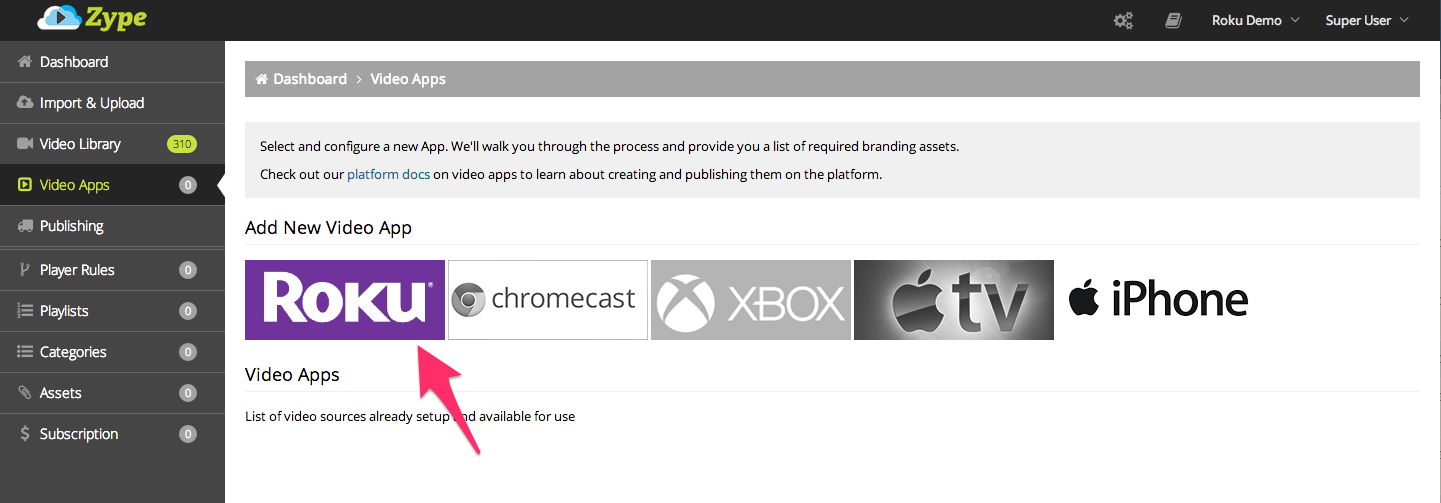 Zype
Roku Demo
Super User
Dashboard
Import & Upload
Video Library 310
Video Apps 0
Publishing
Player Rules 0
Playlists 0
Categories 0
Assets 0
Subscription 0
Dashboard > Video Apps
Select and configure a new App. We'll walk you through the process and provide you a list of required branding assets.
Check out our platform docs on video apps to learn about creating and publishing them on the platform.
Add New Video App
ROKU®
chromecast
XBOX
tv
iPhone
Video Apps
List of video sources already setup and available for use